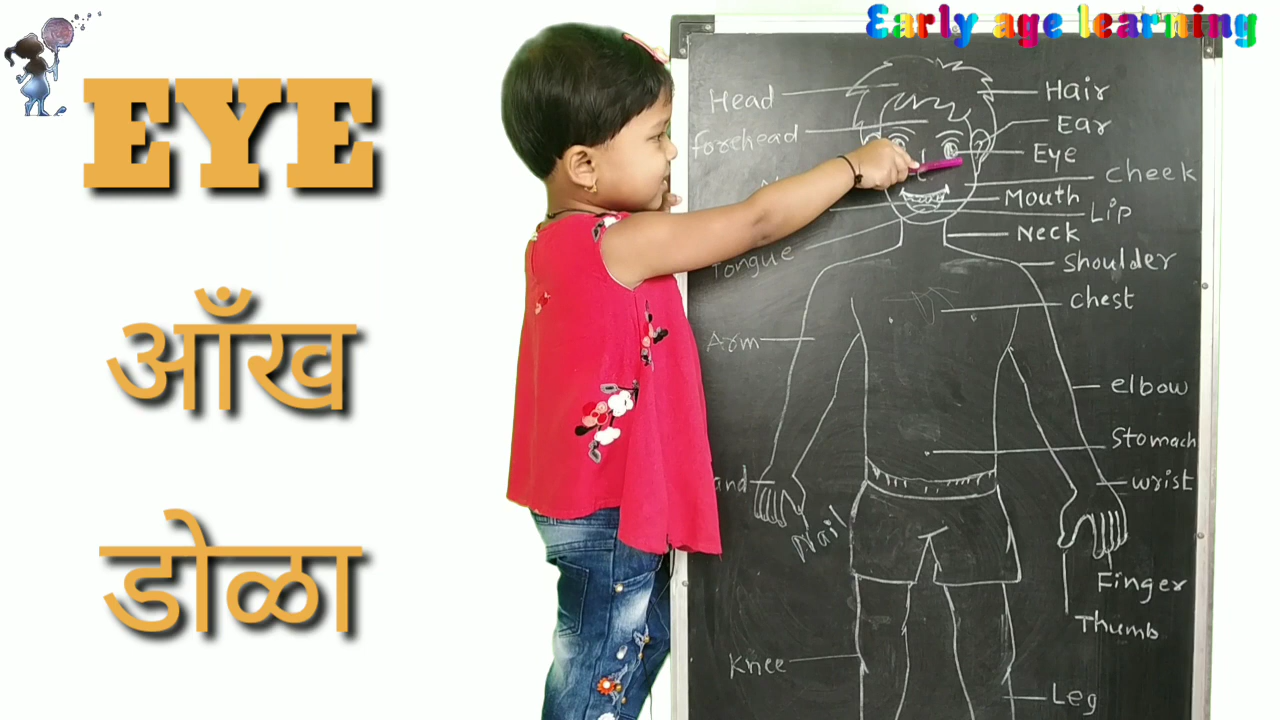 Early age learning
EYE
आँख
डोळा
Head
forehead
Tongue
Arm
Nail
Knee
Hair
Ear
Eye
cheek
Mouth
Lip
Neck
Shoulder
chest
elbow
Stomach
wrist
Finger
Thumb
Leg